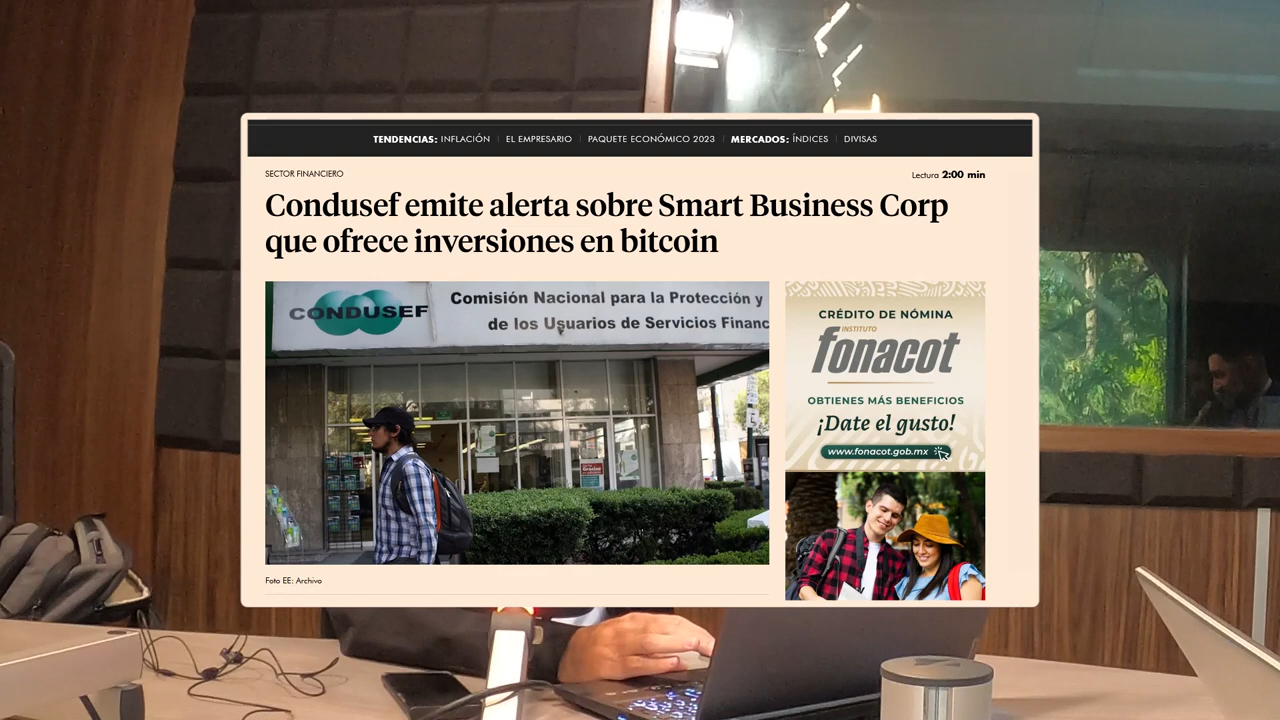 TENDENCIAS: INFLACIÓN | EL EMPRESARIO | PAQUETE ECONÓMICO 2023 | MERCADOS: ÍNDICES | DIVISAS
SECTOR FINANCIERO
Lectura 2:00 min
Condusef emite alerta sobre Smart Business Corp
que ofrece inversiones en bitcoin
CONDUSEF
Comisión Nacional para la Protección y
de los Usuarios de Servicios Financ
Foto EE: Archivo
CRÉDITO DE NÓMINA
INSTITUTO
fonacot
OBTIENES MÁS BENEFICIOS
¡Date el gusto!
www.fonacot.gob.mx